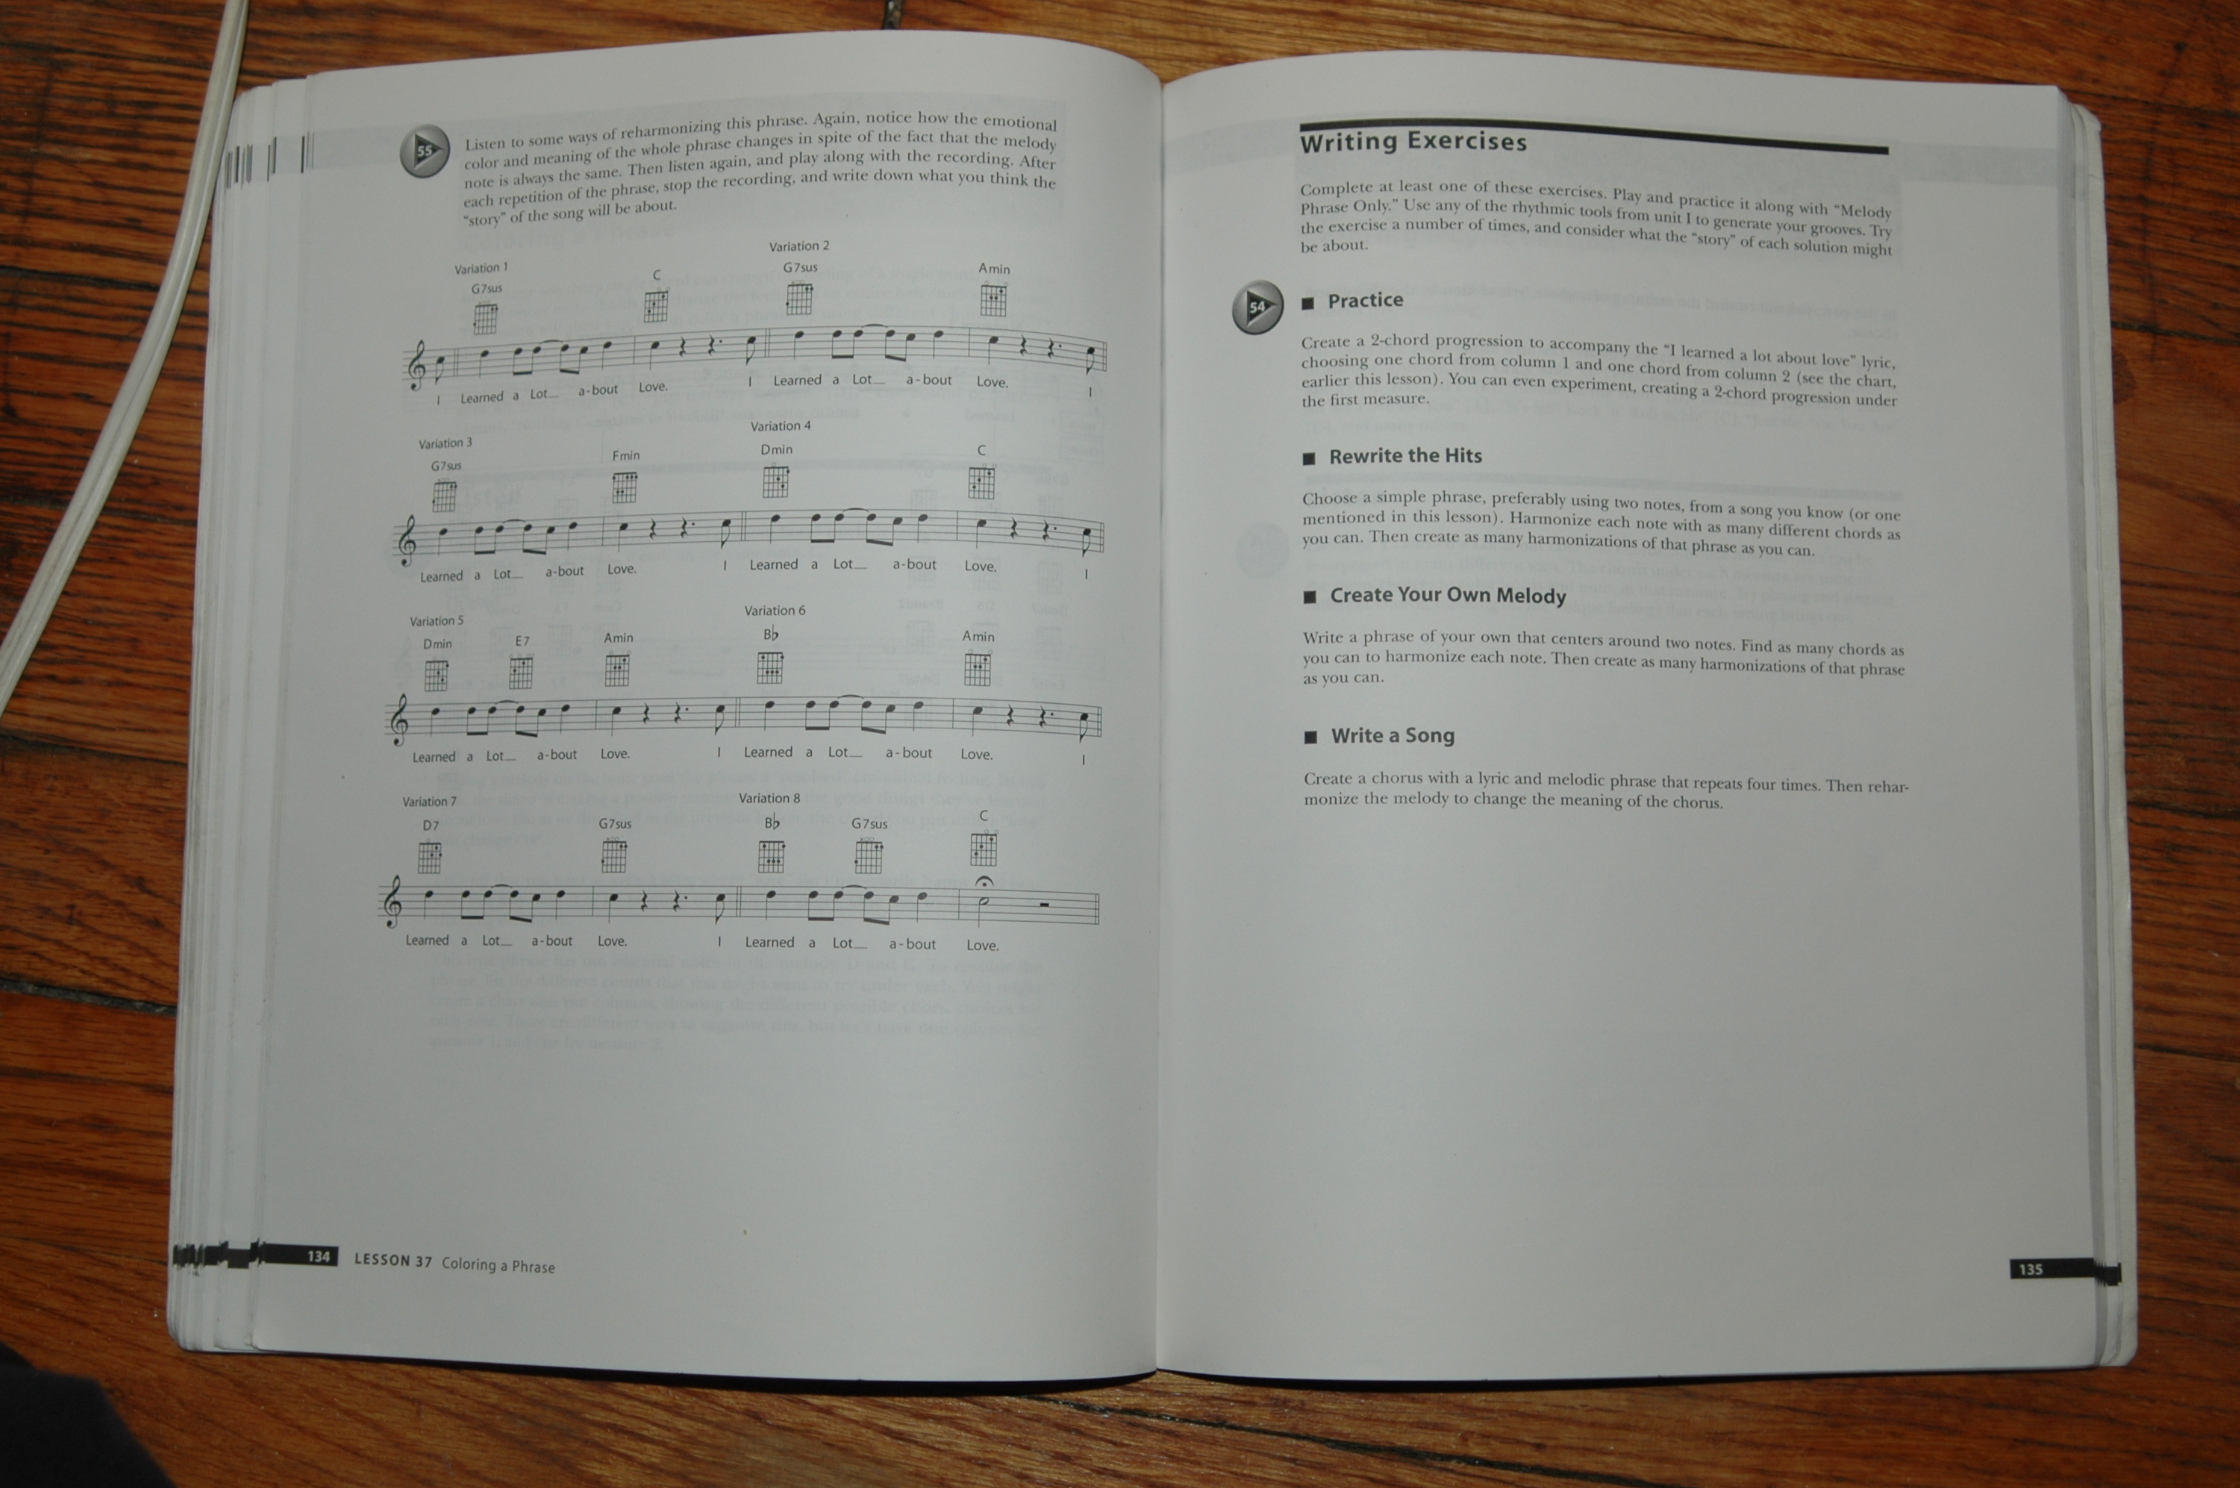 55
Listen to some ways of reharmonizing this phrase. Again, notice how the emotional
color and meaning of the whole phrase changes in spite of the fact that the melody
note is always the same. Then listen again, and play along with the recording. After
each repetition of the phrase, stop the recording, and write down what you think the
“story” of the song will be about.
Variation 1 Variation 2
G7sus C G7sus Amin
I Learned a Lot_ a-bout Love. I Learned a Lot_ a-bout Love. I
Variation 3 Variation 4
G7sus Fmin Dmin C
Learned a Lot_ a-bout Love. I Learned a Lot_ a-bout Love. I
Variation 5 Variation 6
Dmin E7 Amin B♭ Amin
Learned a Lot_ a-bout Love. I Learned a Lot_ a-bout Love. I
Variation 7 Variation 8
D7 G7sus B♭ G7sus C
Learned a Lot_ a-bout Love. I Learned a Lot_ a-bout Love.
134 LESSON 37 Coloring a Phrase
Writing Exercises
Complete at least one of these exercises. Play and practice it along with “Melody
Phrase Only.” Use any of the rhythmic tools from unit I to generate your grooves. Try
the exercise a number of times, and consider what the “story” of each solution might
be about.
54
■ Practice
Create a 2-chord progression to accompany the “I learned a lot about love” lyric,
choosing one chord from column 1 and one chord from column 2 (see the chart,
earlier this lesson). You can even experiment, creating a 2-chord progression under
the first measure.
■ Rewrite the Hits
Choose a simple phrase, preferably using two notes, from a song you know (or one
mentioned in this lesson). Harmonize each note with as many different chords as
you can. Then create as many harmonizations of that phrase as you can.
■ Create Your Own Melody
Write a phrase of your own that centers around two notes. Find as many chords as
you can to harmonize each note. Then create as many harmonizations of that phrase
as you can.
■ Write a Song
Create a chorus with a lyric and melodic phrase that repeats four times. Then rehar-
monize the melody to change the meaning of the chorus.
135